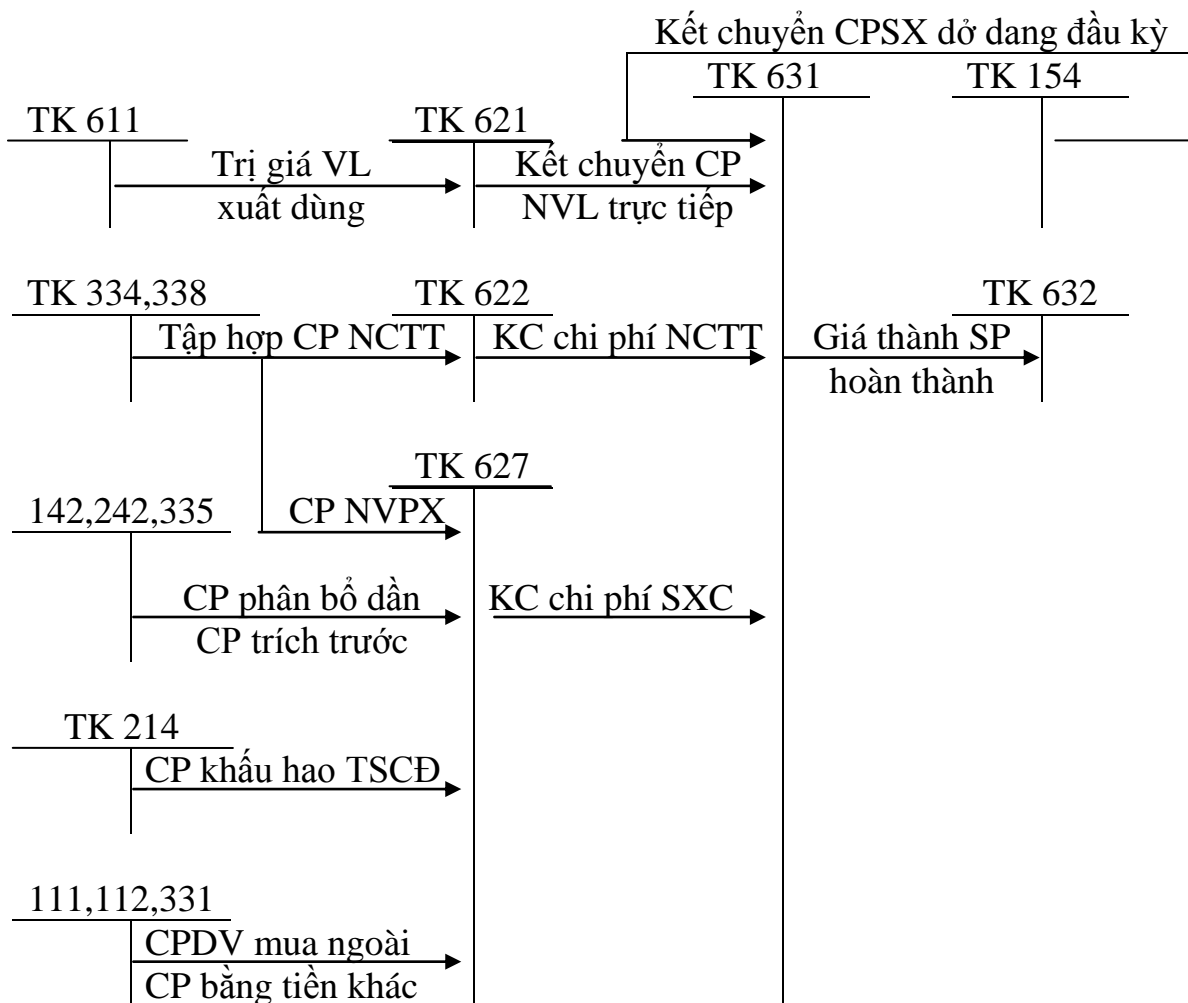 Kết chuyển CPSX dở dang đầu kỳ
TK 631
TK 154
TK 611
TK 621
Trị giá VL
xuất dùng
Kết chuyển CP
NVL trực tiếp
TK 334,338
TK 622
TK 632
Tập hợp CP NCTT
KC chi phí NCTT
Giá thành SP
hoàn thành
TK 627
142,242,335
CP NVPX
CP phân bổ dần
CP trích trước
KC chi phí SXC
TK 214
CP khấu hao TSCĐ
111,112,331
CPDV mua ngoài
CP bằng tiền khác